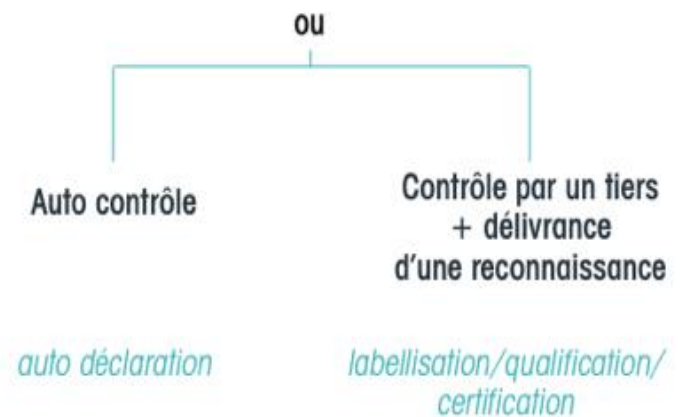 ou
Auto contrôle
Contrôle par un tiers
+ délivrance
d'une reconnaissance
auto déclaration
labellisation/qualification/
certification